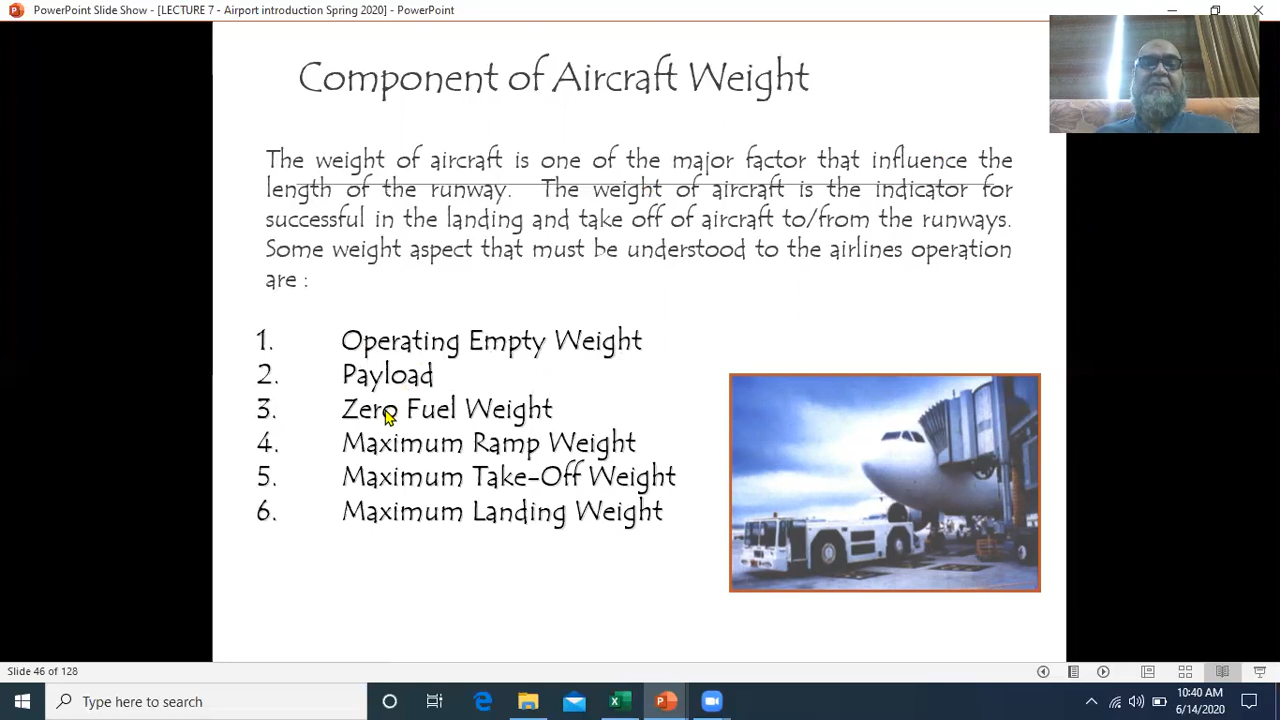 PowerPoint Slide Show - [LECTURE 7 - Airport introduction Spring 2020] - PowerPoint
Component of Aircraft Weight
The weight of aircraft is one of the major factor that influence the
length of the runway. The weight of aircraft is the indicator for
successful in the landing and take off of aircraft to/from the runways.
Some weight aspect that must be understood to the airlines operation
are :
1. Operating Empty Weight
2. Payload
3. Zero Fuel Weight
4. Maximum Ramp Weight
5. Maximum Take-Off Weight
6. Maximum Landing Weight
Slide 46 of 128
Type here to search
10:40 AM
6/14/2020